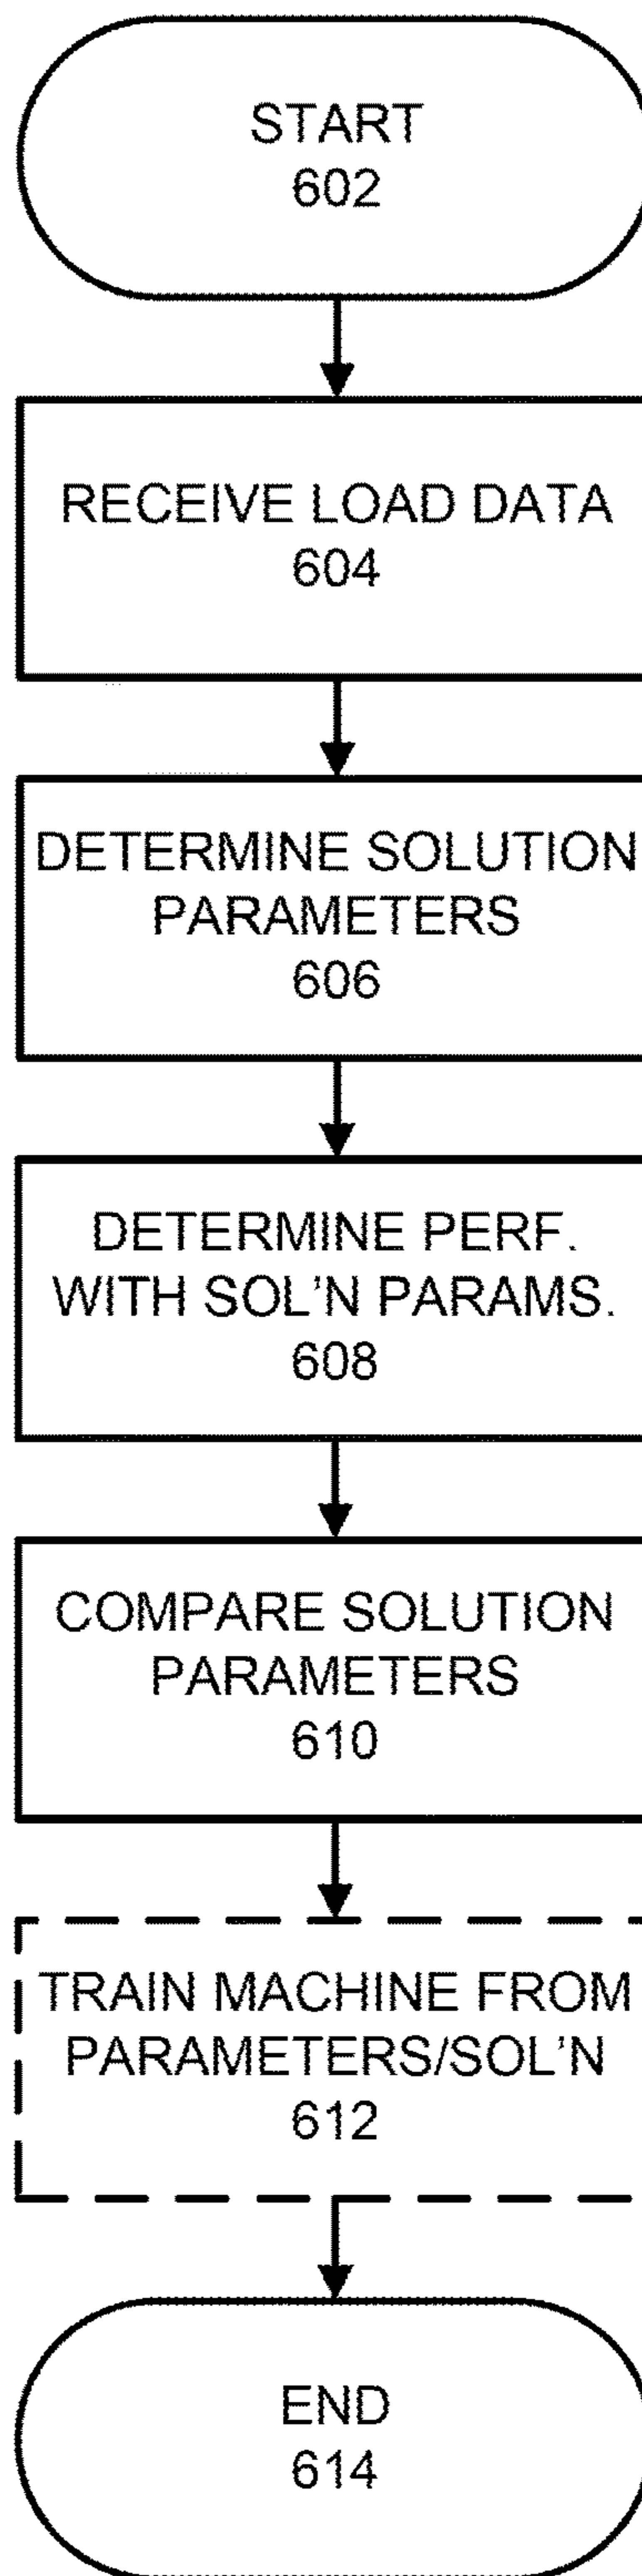 START
602
RECEIVE LOAD DATA
604
DETERMINE SOLUTION
PARAMETERS
606
DETERMINE PERF.
WITH SOL'N PARAMS.
608
COMPARE SOLUTION
PARAMETERS
610
TRAIN MACHINE FROM
PARAMETERS/SOL'N
612
END
614